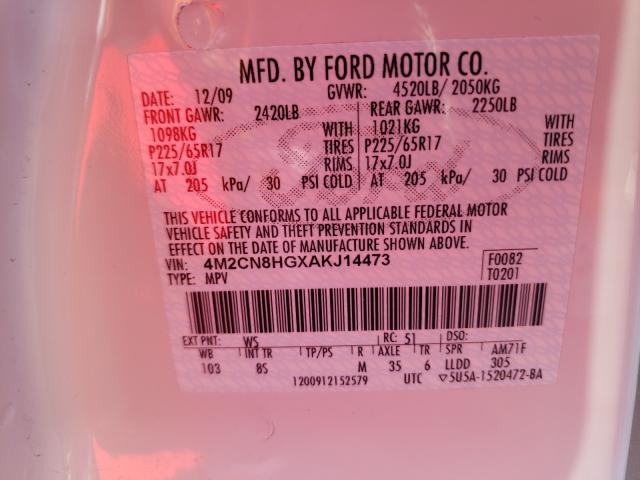 MFD. BY FORD MOTOR CO.
DATE: 12/09 GVWR: 4520LB/ 2050KG
FRONT GAWR: 2420LB REAR GAWR: 2250LB
1098KG WITH 1021KG WITH
P225/65R17 TIRES P225/65R17 TIRES
17x7.0J RIMS 17x7.0J RIMS
AT 205 kPa/ 30 PSI COLD AT 205 kPa/ 30 PSI COLD
THIS VEHICLE CONFORMS TO ALL APPLICABLE FEDERAL MOTOR
VEHICLE SAFETY AND THEFT PREVENTION STANDARDS IN
EFFECT ON THE DATE OF MANUFACTURE SHOWN ABOVE.
VIN: 4M2CN8HGXAKJ14473 F0082
TYPE: MPV T0201
EXT PNT: WS RC: 51 DSO:
WB INT TR TP/PS R AXLE TR SPR AM71F
103 8S M 35 6 LLDD 305
1200912152579 UTC ▽5U5A-1520472-BA